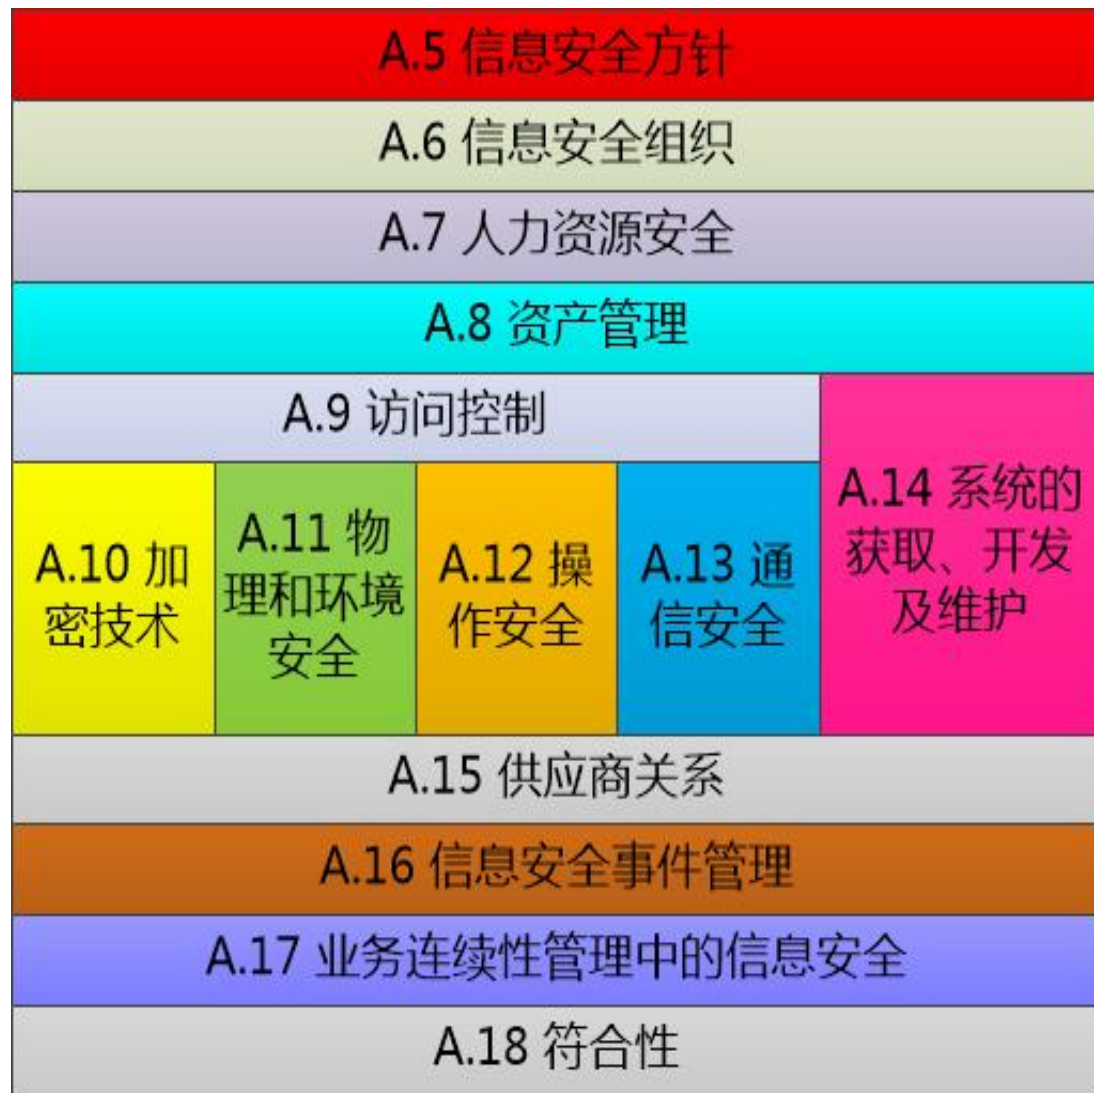 A.5 信息安全方针
A.6 信息安全组织
A.7 人力资源安全
A.8 资产管理
A.9 访问控制
A.10 加
密技术
A.11 物
理和环境
安全
A.12 操
作安全
A.13 通
信安全
A.14 系统的
获取、开发
及维护
A.15 供应商关系
A.16 信息安全事件管理
A.17 业务连续性管理中的信息安全
A.18 符合性